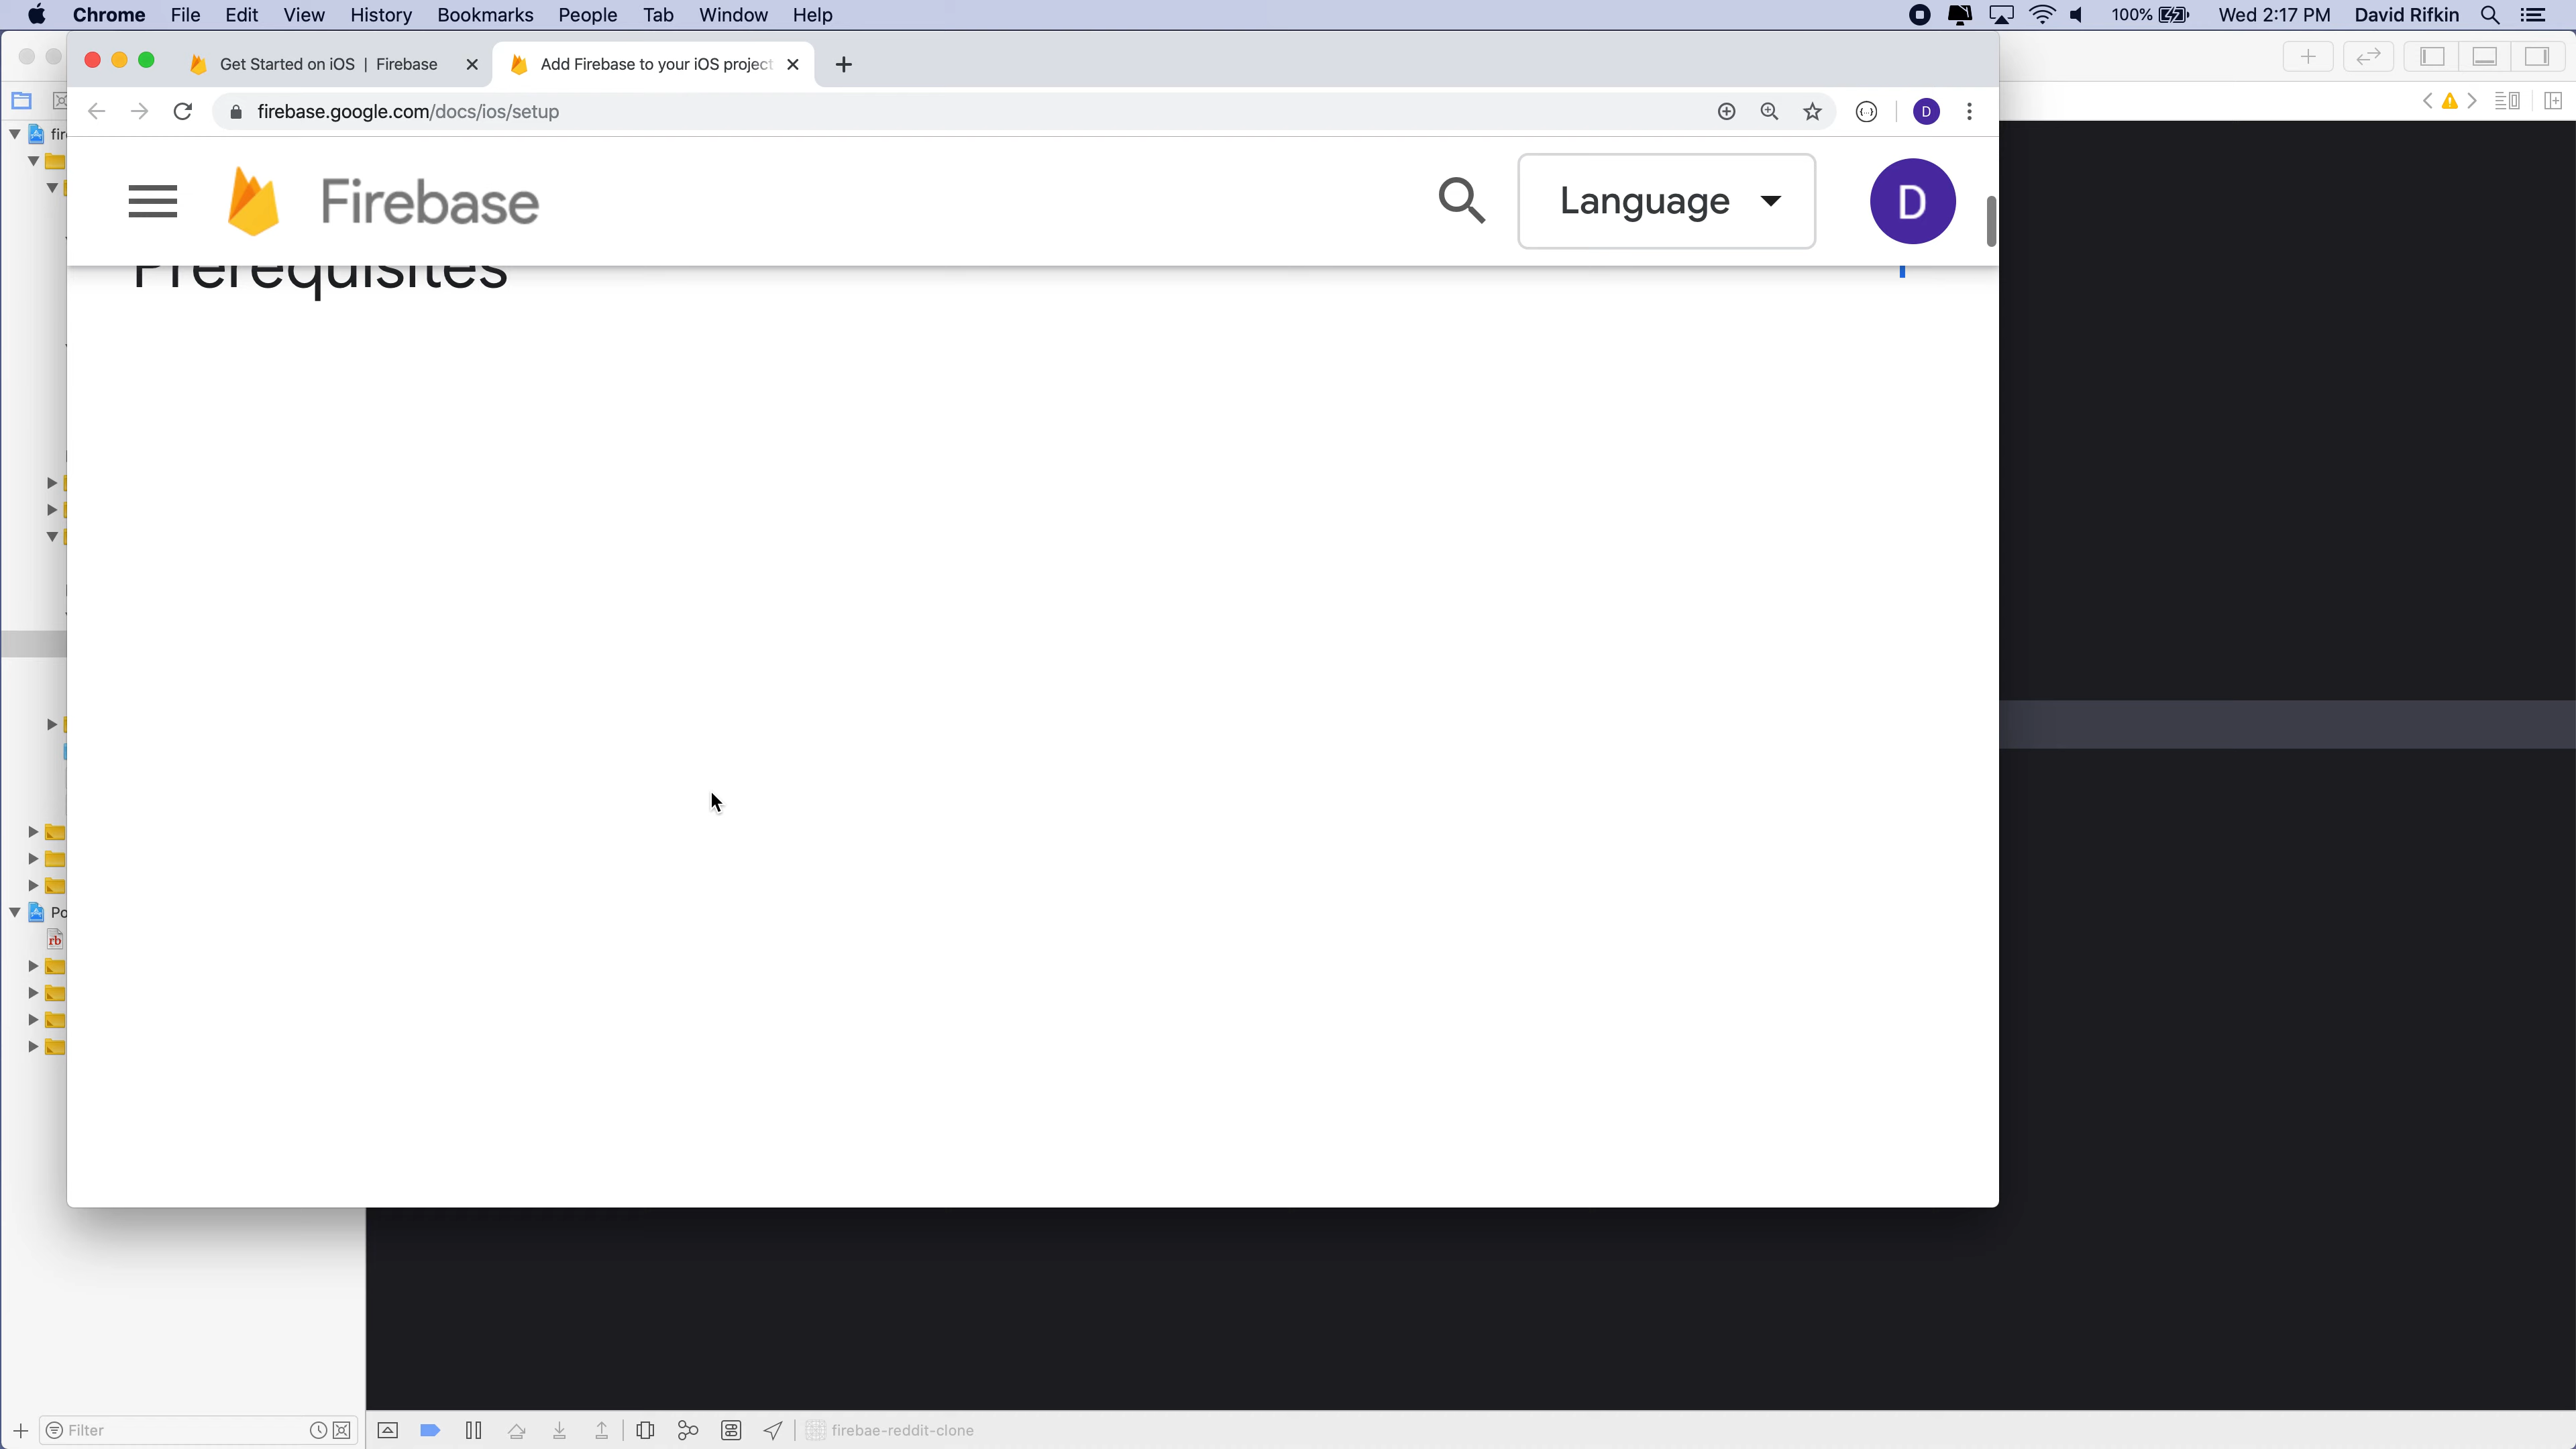 Chrome File Edit View History Bookmarks People Tab Window Help
100% Wed 2:17 PM David Rifkin
Get Started on iOS | Firebase
Add Firebase to your iOS project
firebase.google.com/docs/ios/setup
D
Firebase
Language
D
Prerequisites
rb
Filter
firebae-reddit-clone